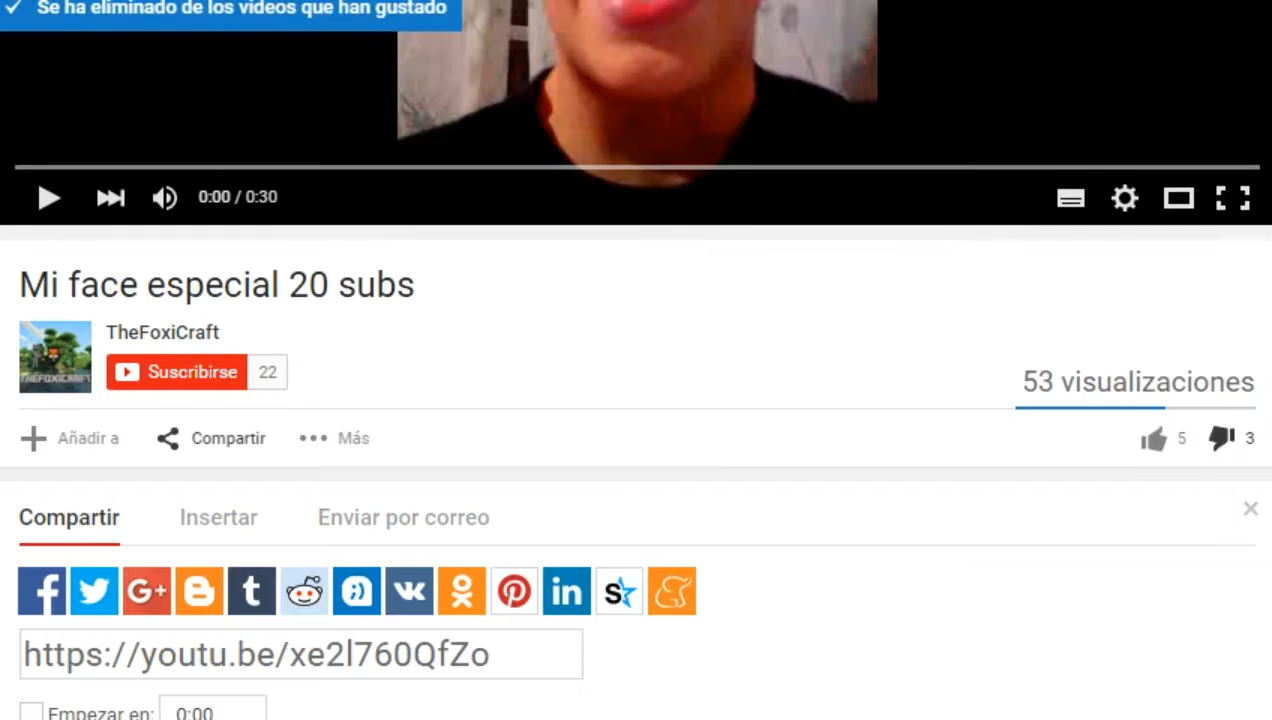 Se ha eliminado de los videos que han gustado
0:00 / 0:30
Mi face especial 20 subs
THEFOXICRAFT
TheFoxiCraft
Suscribirse 22
53 visualizaciones
Añadir a Compartir Más 5 3
Compartir Insertar Enviar por correo
https://youtu.be/xe2l760QfZo
Empezar en: 0:00